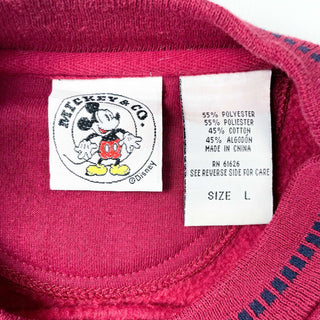 MICKEY & CO.
©Disney
55% POLYESTER
55% POLIESTER
45% COTTON
45% ALGODÓN
MADE IN CHINA
RN 61626
SEE REVERSE SIDE FOR CARE
SIZE L